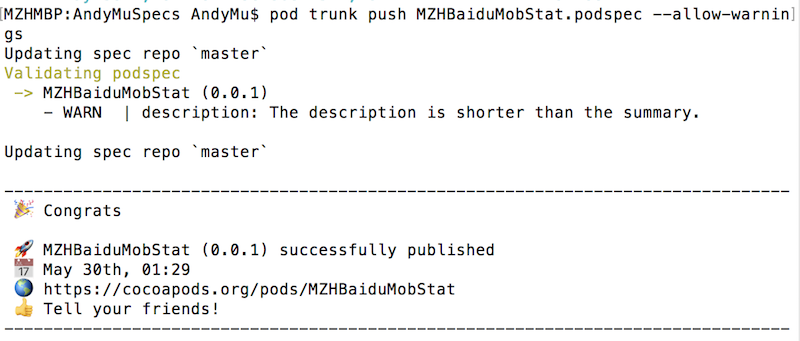 [MZHMBP:AndyMuSpecs AndyMu$ pod trunk push MZHBaiduMobStat.podspec --allow-warnin]
gs
Updating spec repo `master`
Validating podspec
 -> MZHBaiduMobStat (0.0.1)
    - WARN  | description: The description is shorter than the summary.
Updating spec repo `master`
--------------------------------------------------------------------------------
 🎉 Congrats
 🚀 MZHBaiduMobStat (0.0.1) successfully published
 📅 May 30th, 01:29
 🌎 https://cocoapods.org/pods/MZHBaiduMobStat
 👍 Tell your friends!
--------------------------------------------------------------------------------